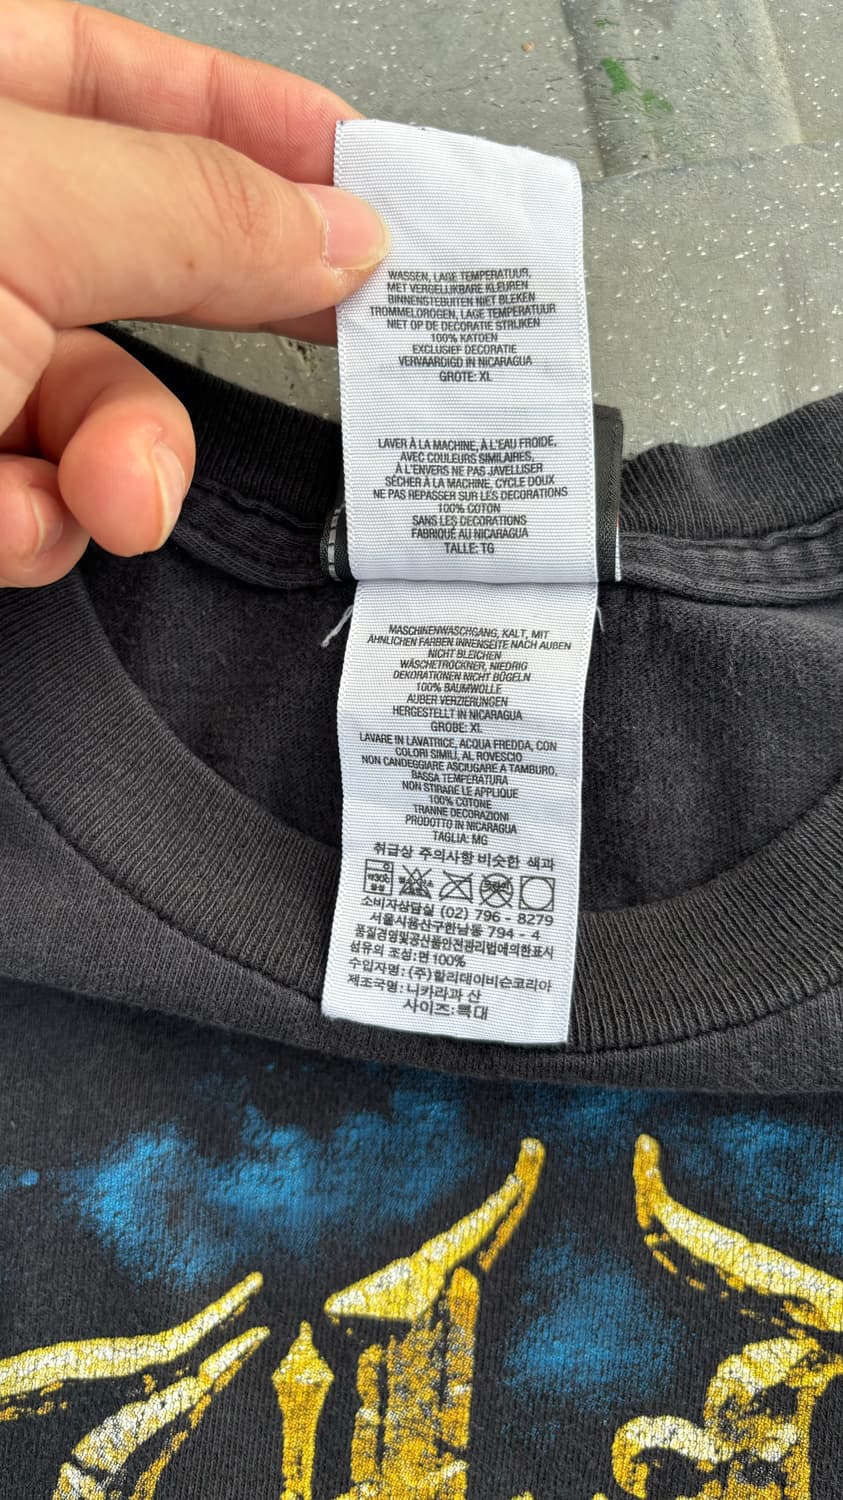 WASSEN, LAGE TEMPERATUUR,
MET VERGELIJKBARE KLEUREN
BINNENSTEBUITEN NIET BLEKEN
TROMMELDROGEN, LAGE TEMPERATUUR
NIET OP DE DECORATIE STRIJKEN
100% KATOEN
EXCLUSIEF DECORATIE
VERVAARDIGD IN NICARAGUA
GROTE: XL
LAVER À LA MACHINE, À L'EAU FROIDE,
AVEC COULEURS SIMILAIRES,
À L'ENVERS NE PAS JAVELLISER
SÉCHER À LA MACHINE, CYCLE DOUX
NE PAS REPASSER SUR LES DECORATIONS
100% COTON
SANS LES DECORATIONS
FABRIQUÉ AU NICARAGUA
TALLE: TG
MASCHINENWASCHGANG, KALT, MIT
ÄHNLICHEN FARBEN INNENSEITE NACH AUßEN
NICHT BLEICHEN
WÄSCHETROCKNER, NIEDRIG
DEKORATIONEN NICHT BÜGELN
100% BAUMWOLLE
AUßER VERZIERUNGEN
HERGESTELLT IN NICARAGUA
GROBE: XL
LAVARE IN LAVATRICE, ACQUA FREDDA, CON
COLORI SIMILI, AL ROVESCIO
NON CANDEGGIARE ASCIUGARE A TAMBURO,
BASSA TEMPERATURA
NON STIRARE LE APPLIQUE
100% COTONE
TRANNE DECORAZIONI
PRODOTTO IN NICARAGUA
TAGLIA: MG
취급상 주의사항 비슷한 색과
약30℃
소비자상담실 (02) 796 - 8279
서울시용산구한남동 794 - 4
품질경영및공산품안전관리법에의한표시
섬유의 조성:면100%
수입자명: (주)할리데이비슨코리아
제조국명: 니카라과 산
사이즈:특대